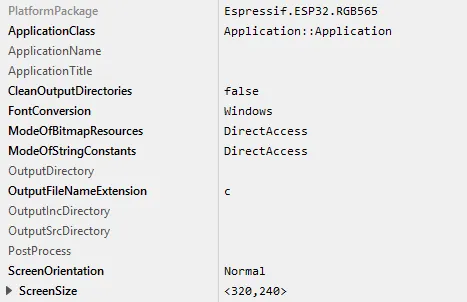 PlatformPackage Espressif.ESP32.RGB565
ApplicationClass Application::Application
ApplicationName
ApplicationTitle
CleanOutputDirectories false
FontConversion Windows
ModeOfBitmapResources DirectAccess
ModeOfStringConstants DirectAccess
OutputDirectory
OutputFileNameExtension c
OutputIncDirectory
OutputSrcDirectory
PostProcess
ScreenOrientation Normal
ScreenSize <320,240>